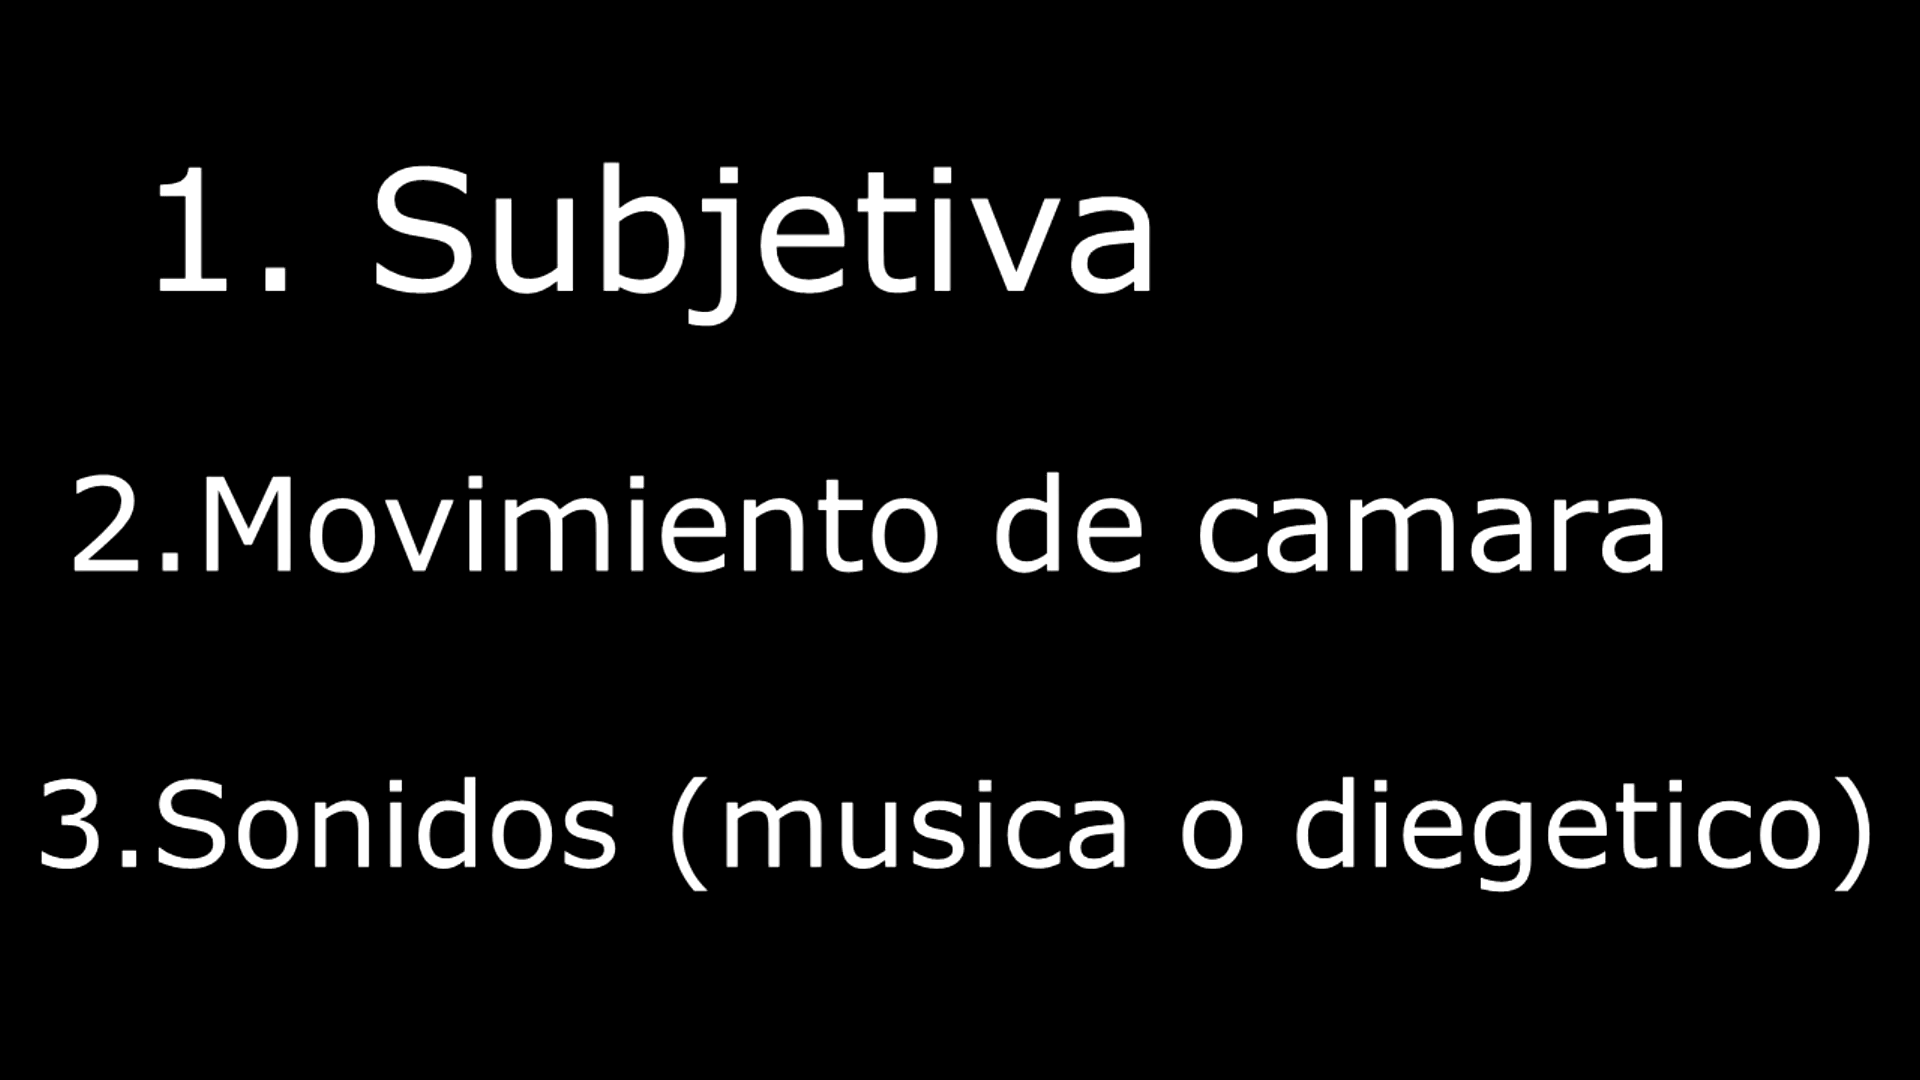 1. Subjetiva
2.Movimiento de camara
3.Sonidos (musica o diegetico)